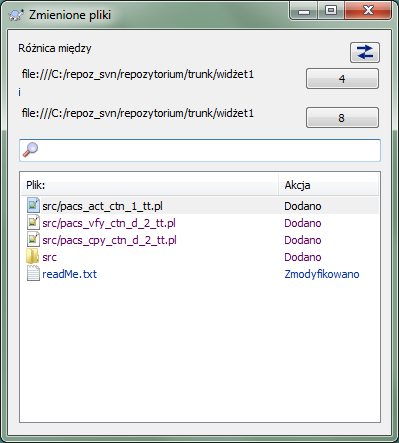 Zmienione pliki
Różnica między
file:///C:/repoz_svn/repozytorium/trunk/widżet1
4
i
file:///C:/repoz_svn/repozytorium/trunk/widżet1
8
Plik: Akcja
src/pacs_act_ctn_1_tt.pl Dodano
src/pacs_vfy_ctn_d_2_tt.pl Dodano
src/pacs_cpy_ctn_d_2_tt.pl Dodano
src Dodano
readMe.txt Zmodyfikowano